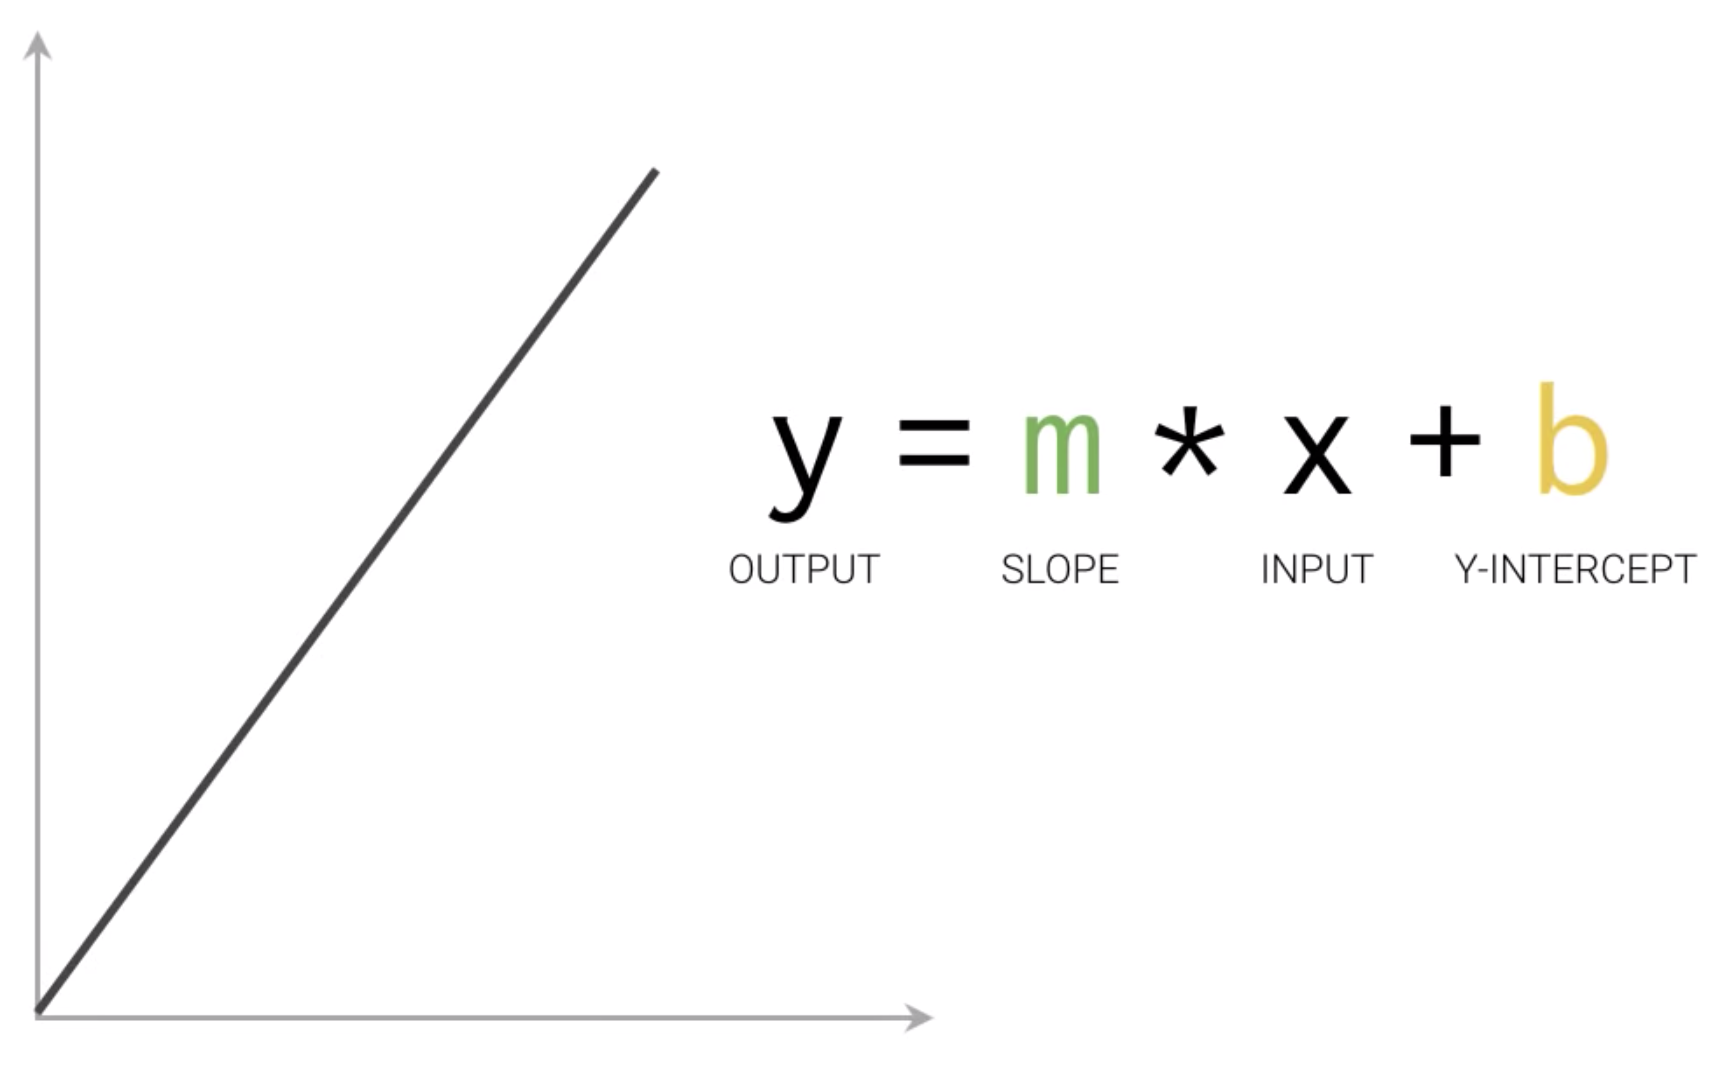 y = m * x + b
OUTPUT SLOPE INPUT Y-INTERCEPT